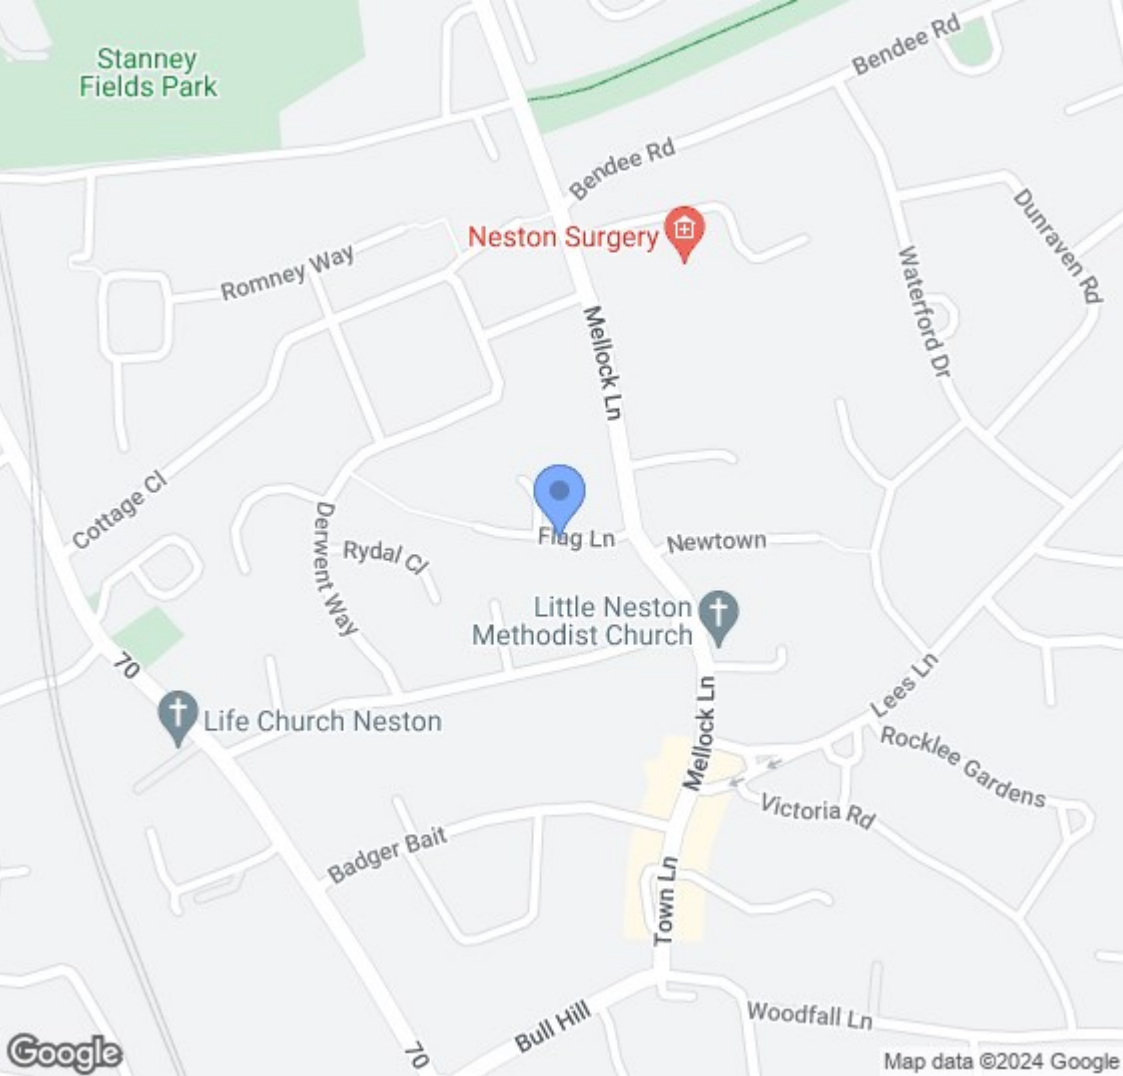 Bendee Rd
Stanney
Fields Park
Bendee Rd
Dunraven Rd
Neston Surgery
Romney Way
Waterford Dr
Mellock Ln
Cottage Cl
Derwent Way
Flag Ln
Newtown
Rydal Cl
Little Neston
Methodist Church
70
Lees Ln
Mellock Ln
Life Church Neston
Rocklee Gardens
Victoria Rd
Badger Bait
Town Ln
Woodfall Ln
Bull Hill
70
Google
Map data ©2024 Google